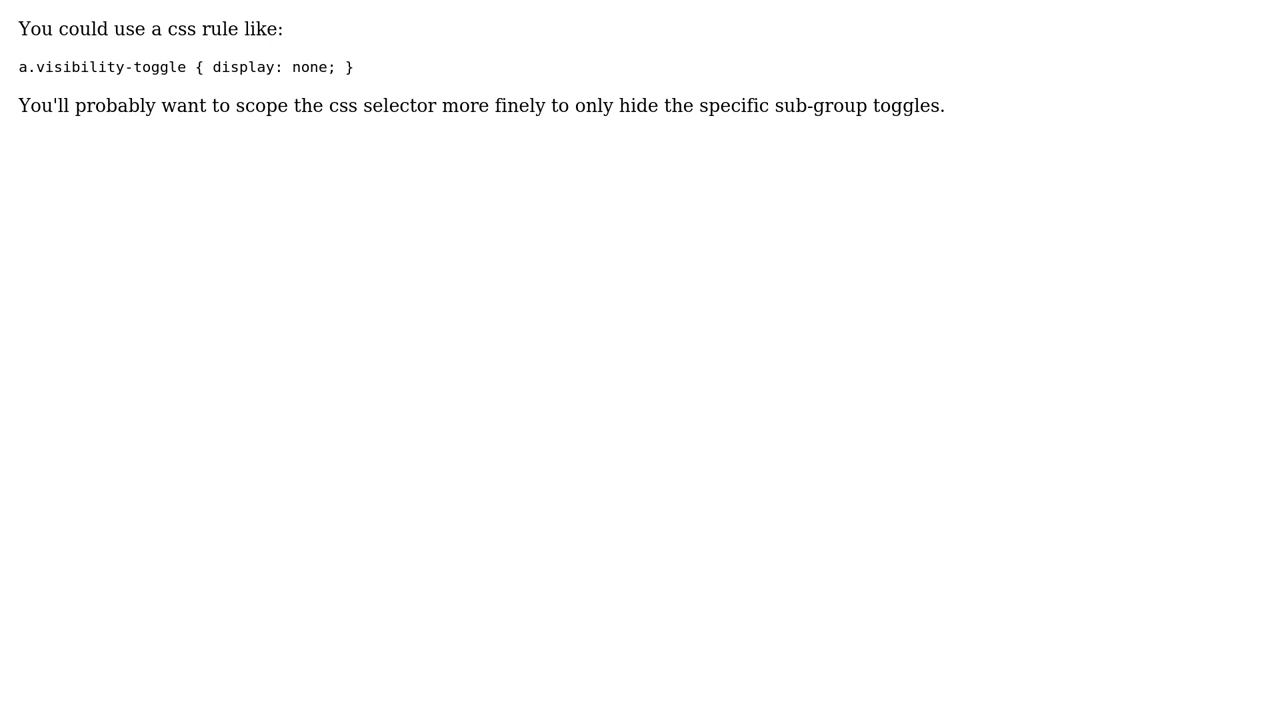 You could use a css rule like:
a.visibility-toggle { display: none; }
You'll probably want to scope the css selector more finely to only hide the specific sub-group toggles.